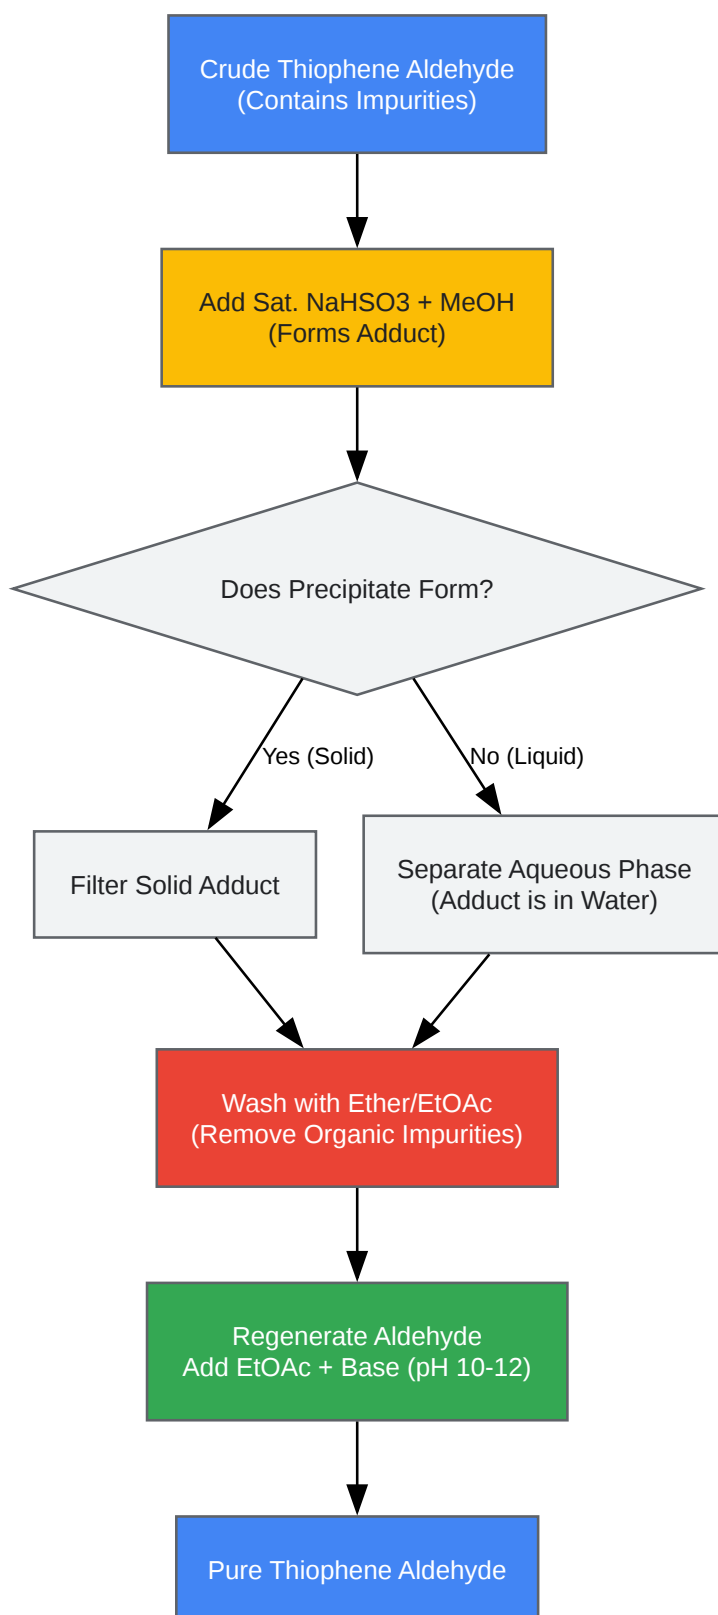 Crude Thiophene Aldehyde
(Contains Impurities)
Add Sat. NaHSO3 + MeOH
(Forms Adduct)
Does Precipitate Form?
Yes (Solid)
No (Liquid)
Filter Solid Adduct
Separate Aqueous Phase
(Adduct is in Water)
Wash with Ether/EtOAc
(Remove Organic Impurities)
Regenerate Aldehyde
Add EtOAc + Base (pH 10-12)
Pure Thiophene Aldehyde